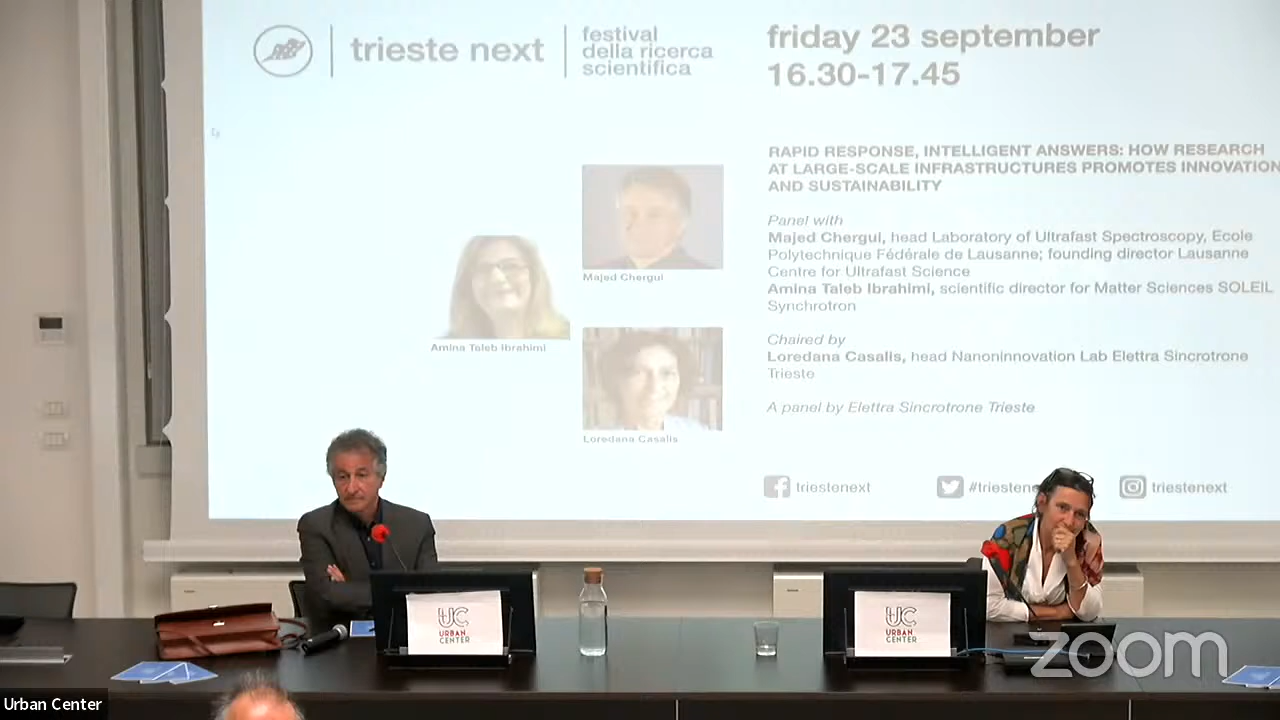 trieste next
festival
della ricerca
scientifica
friday 23 september
16.30-17.45
RAPID RESPONSE, INTELLIGENT ANSWERS: HOW RESEARCH
AT LARGE-SCALE INFRASTRUCTURES PROMOTES INNOVATION
AND SUSTAINABILITY
Panel with
Majed Chergui, head Laboratory of Ultrafast Spectroscopy, Ecole
Polytechnique Fédérale de Lausanne; founding director Lausanne
Centre for Ultrafast Science
Amina Taleb Ibrahimi, scientific director for Matter Sciences SOLEIL
Synchrotron
Chaired by
Loredana Casalis, head Nanoninnovation Lab Elettra Sincrotrone
Trieste
A panel by Elettra Sincrotrone Trieste
Majed Chergui
Amina Taleb Ibrahimi
Loredana Casalis
triestenext
#triesten
triestenext
UC
URBAN
CENTER
UC
URBAN
CENTER
zoom
Urban Center